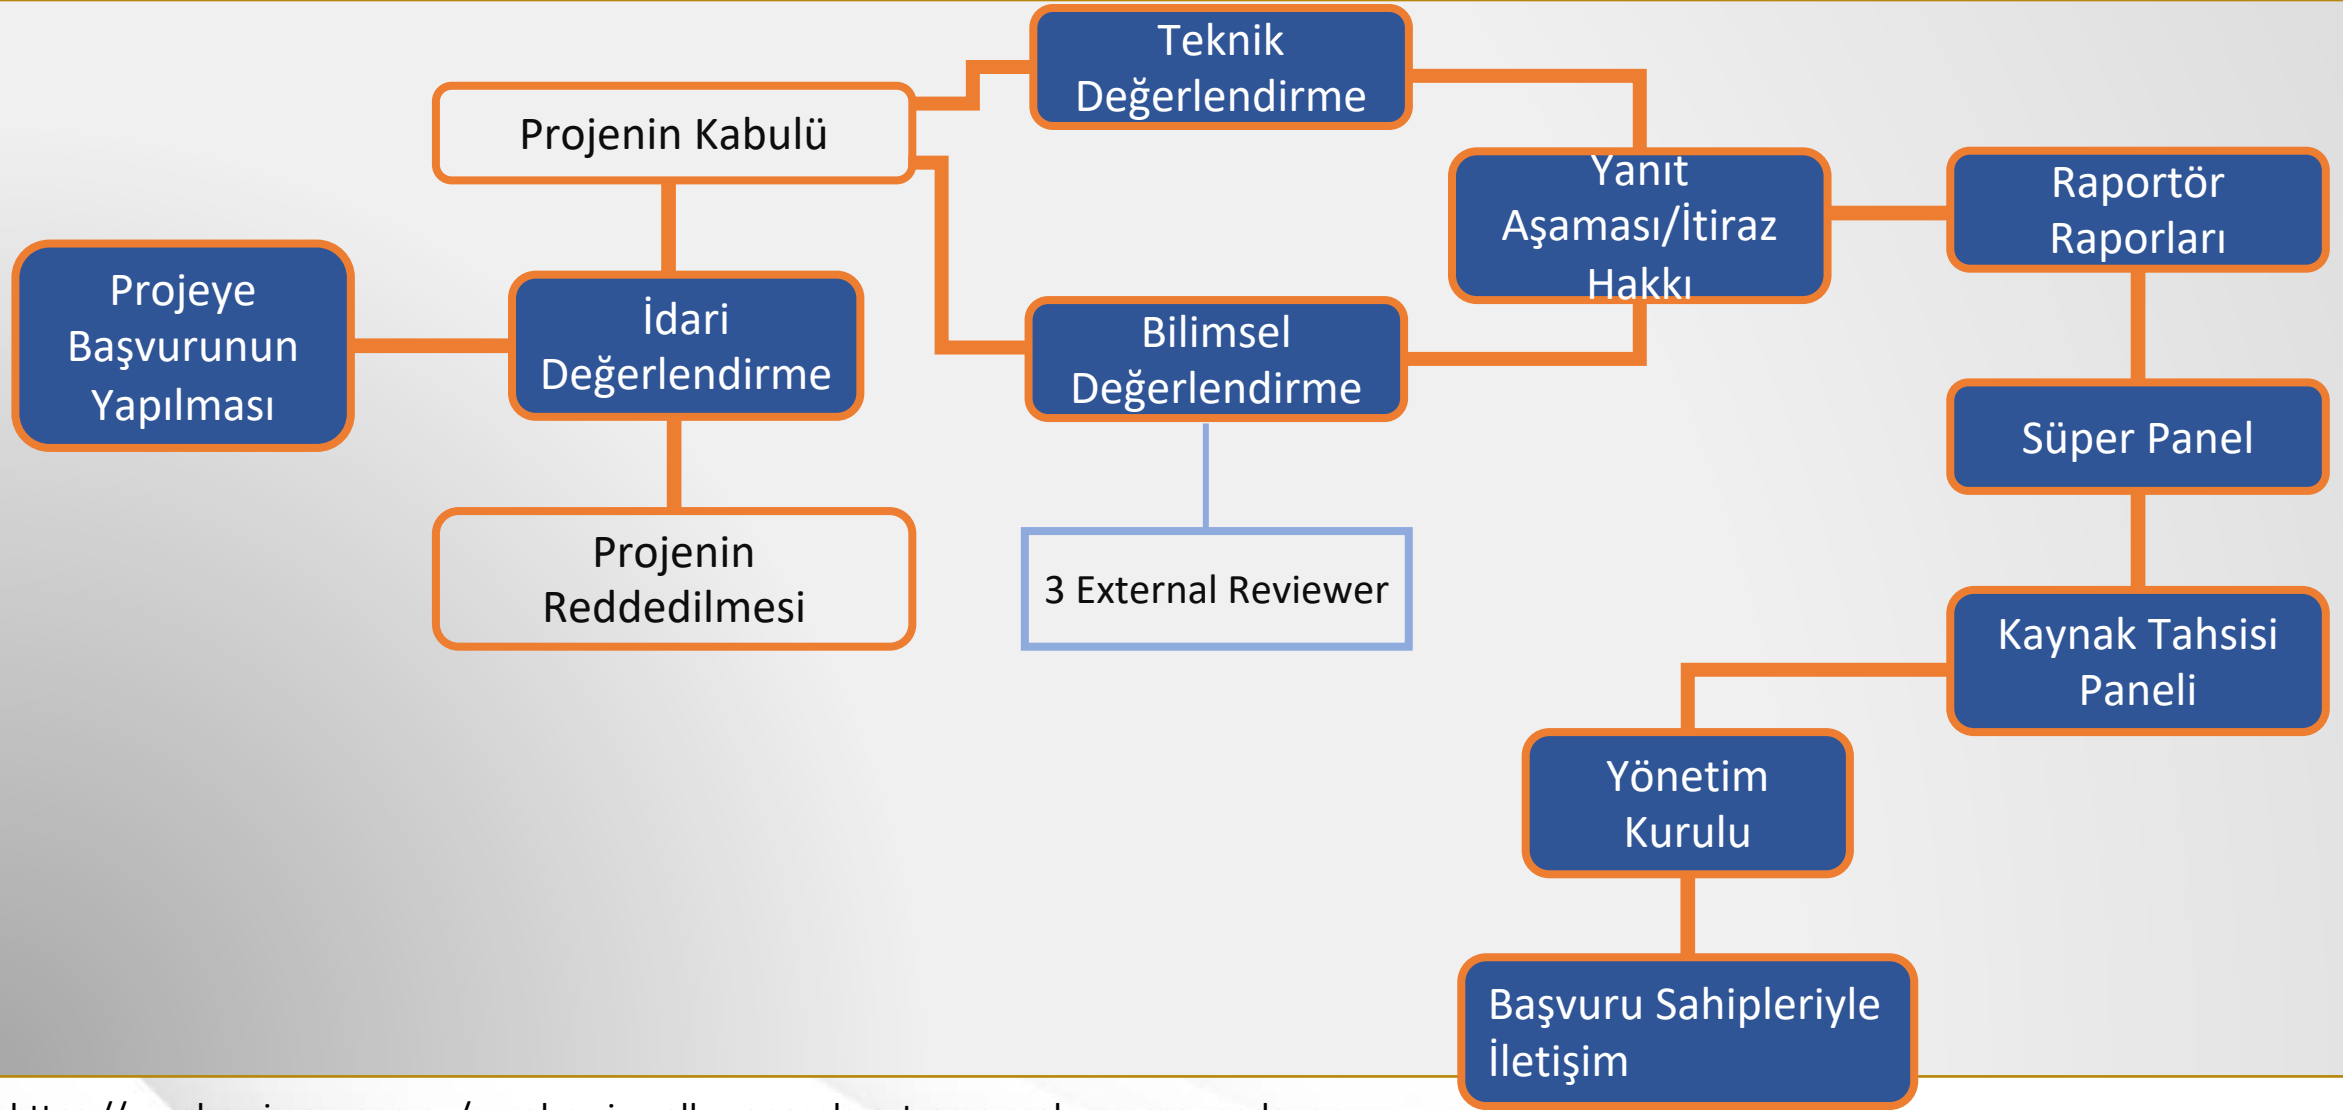 Projeye
Başvurunun
Yapılması
İdari
Değerlendirme
Projenin Kabulü
Projenin
Reddedilmesi
Teknik
Değerlendirme
Bilimsel
Değerlendirme
3 External Reviewer
Yanıt
Aşaması/İtiraz
Hakkı
Raportör
Raporları
Süper Panel
Kaynak Tahsisi
Paneli
Yönetim
Kurulu
Başvuru Sahipleriyle
İletişim